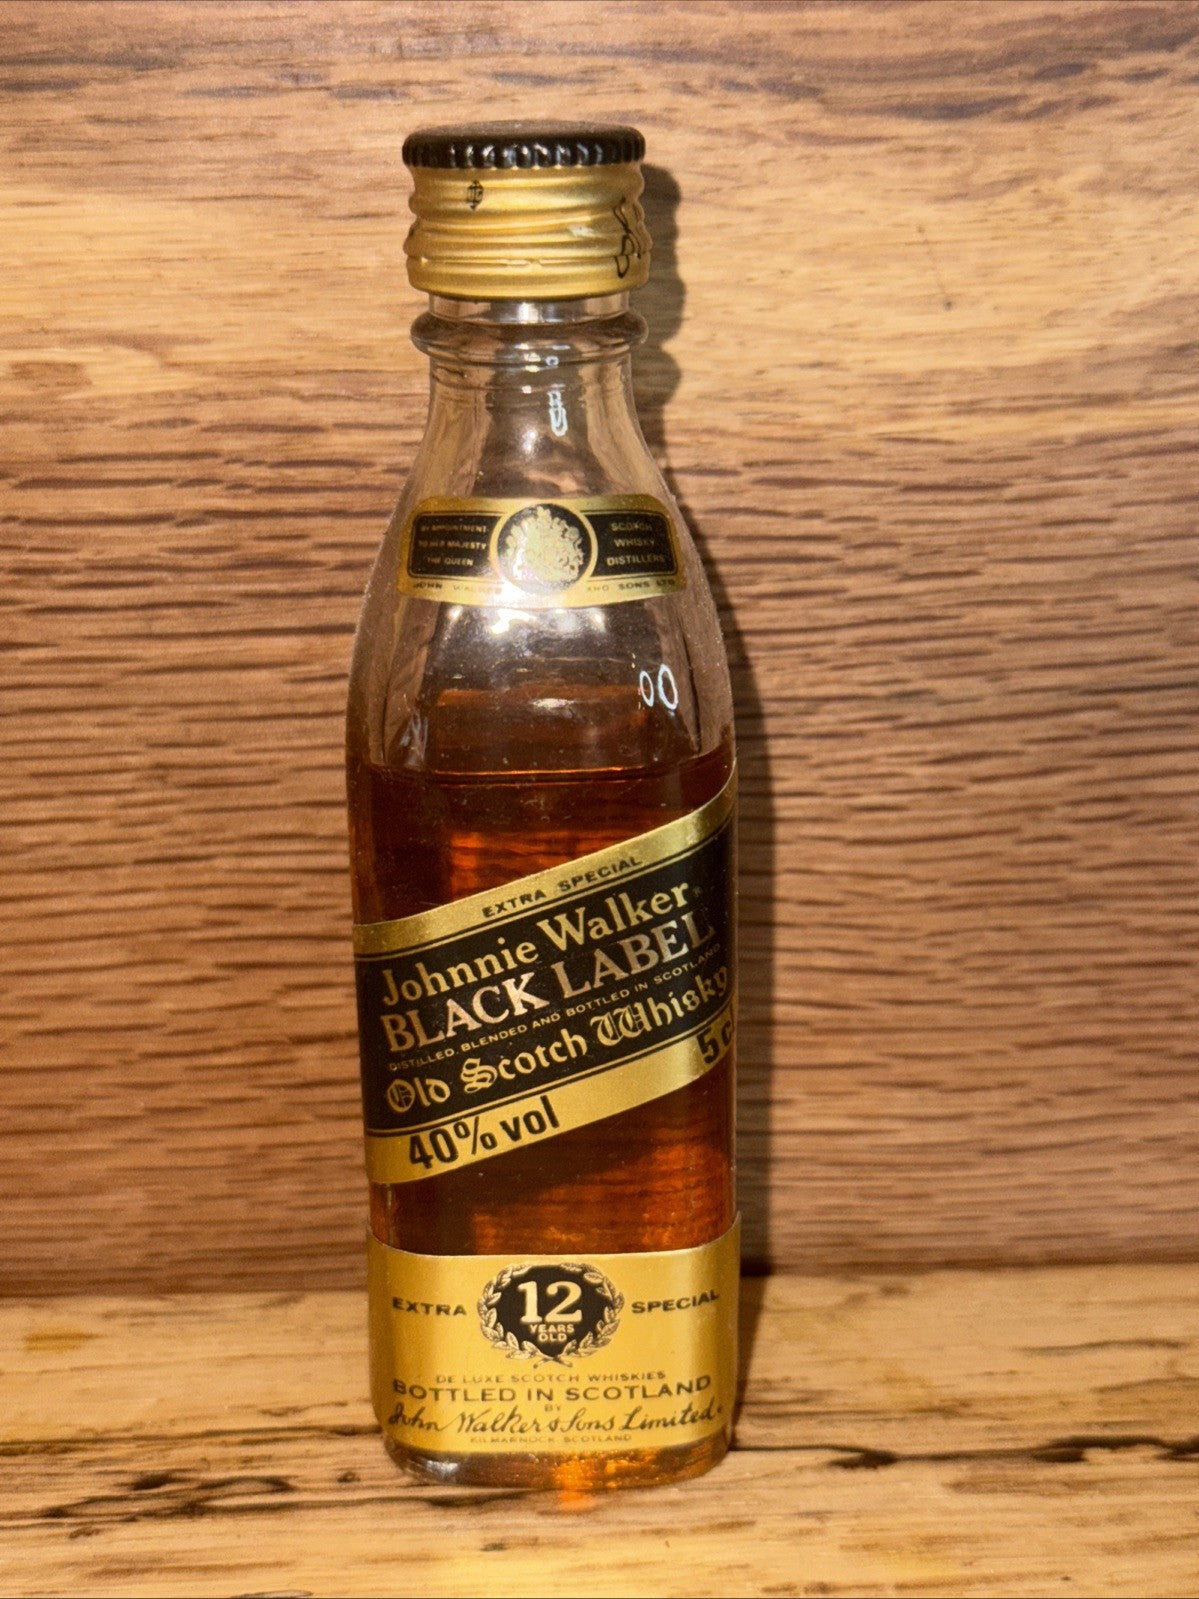 BY APPOINTMENT
TO HER MAJESTY
THE QUEEN
SCOTCH
WHISKY
DISTILLERS
JOHN AND SONS LTD
EXTRA SPECIAL
Johnnie Walker
BLACK LABEL
DISTILLED, BLENDED AND BOTTLED IN SCOTLAND
Old Scotch Whisky
40% vol
12
YEARS
OLD
EXTRA SPECIAL
DE LUXE SCOTCH WHISKIES
BOTTLED IN SCOTLAND
BY
John Walker & Sons Limited.
KILMARNOCK, SCOTLAND